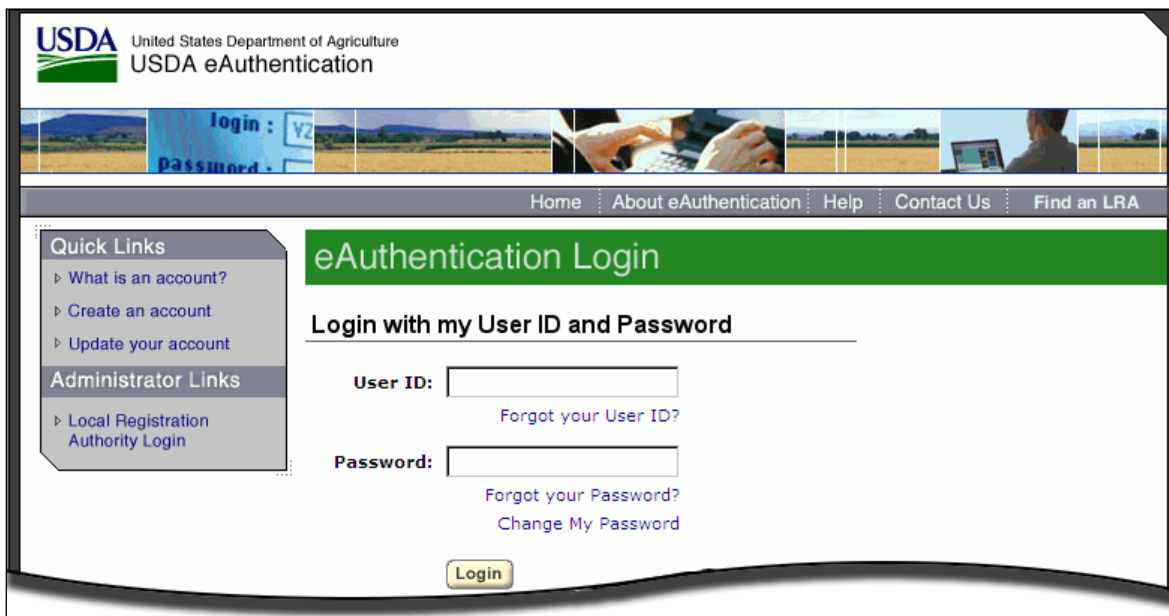 USDA
United States Department of Agriculture
USDA eAuthentication
login :
password :
Home
About eAuthentication
Help
Contact Us
Find an LRA
Quick Links
What is an account?
Create an account
Update your account
Administrator Links
Local Registration
Authority Login
eAuthentication Login
Login with my User ID and Password
User ID:
Forgot your User ID?
Password:
Forgot your Password?
Change My Password
Login